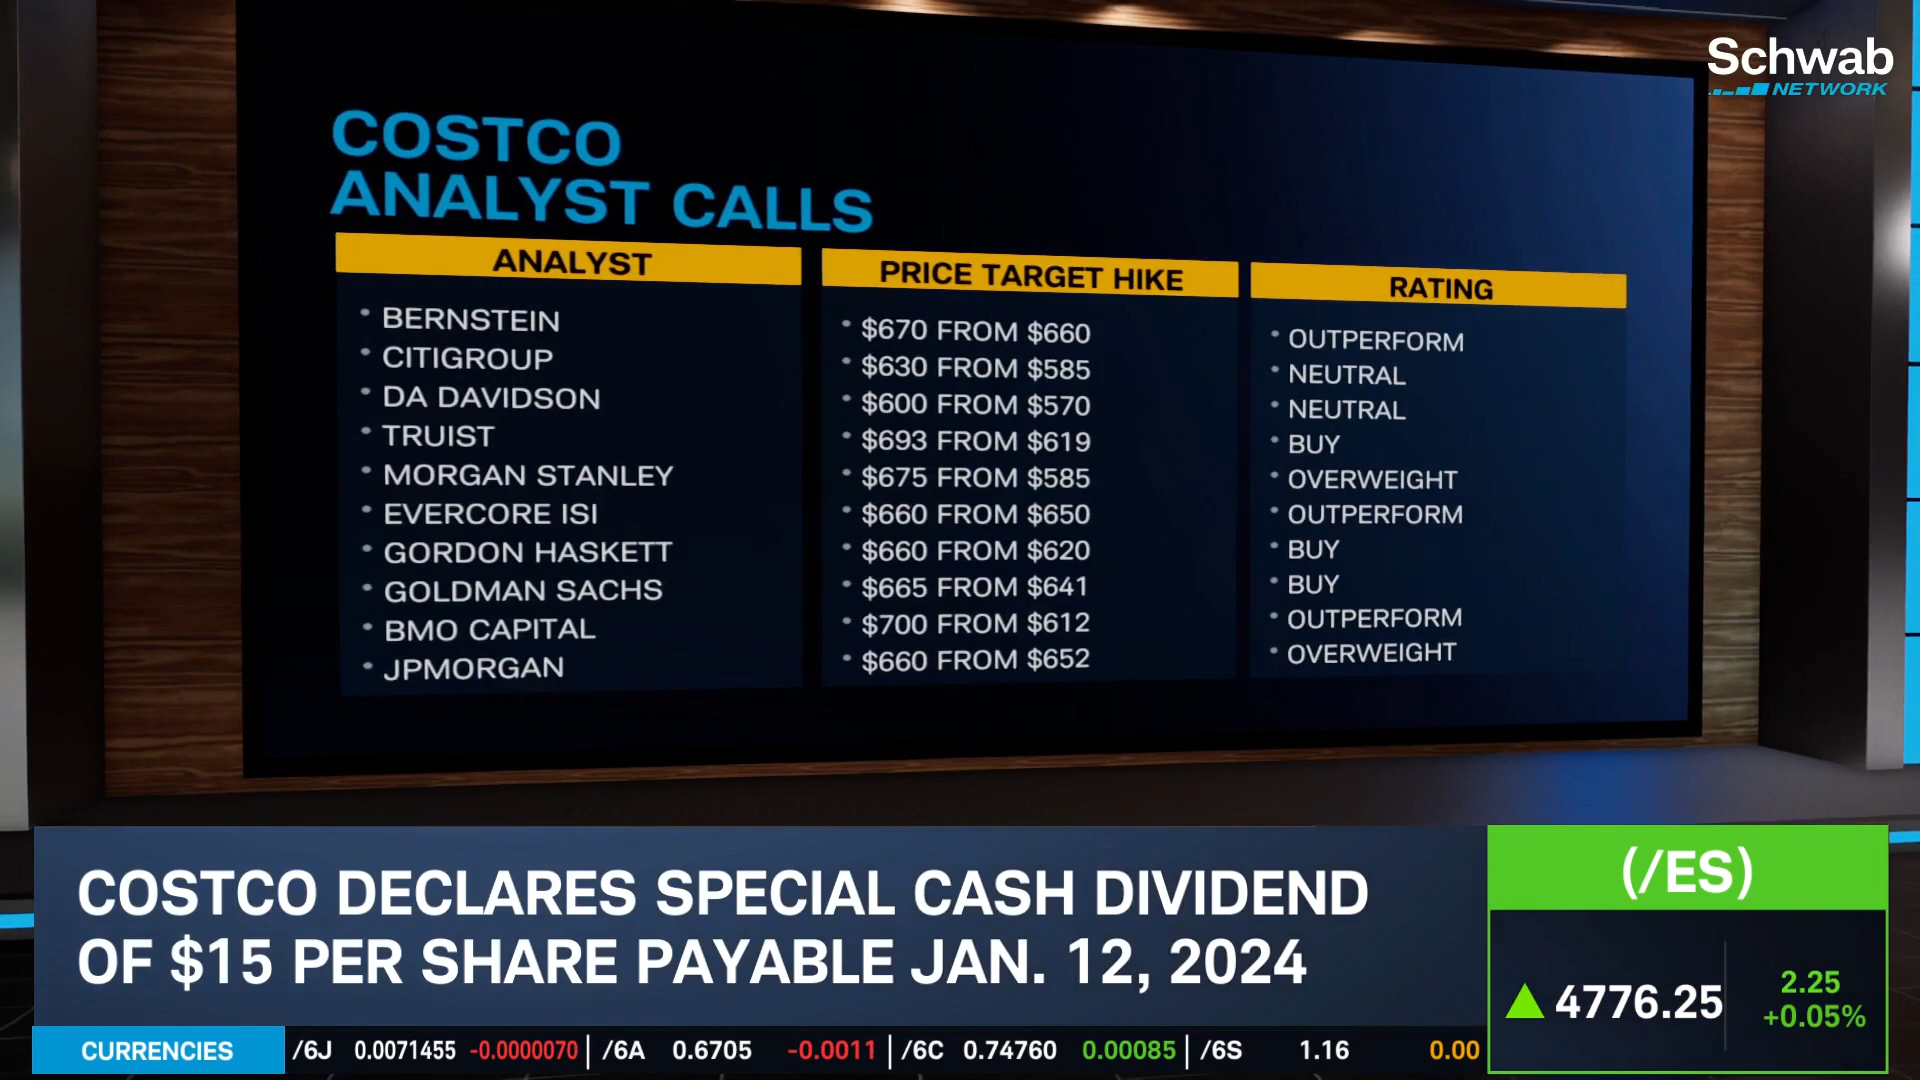 Schwab
NETWORK
COSTCO
ANALYST CALLS
ANALYST PRICE TARGET HIKE RATING
• BERNSTEIN • $670 FROM $660 • OUTPERFORM
• CITIGROUP • $630 FROM $585 • NEUTRAL
• DA DAVIDSON • $600 FROM $570 • NEUTRAL
• TRUIST • $693 FROM $619 • BUY
• MORGAN STANLEY • $675 FROM $585 • OVERWEIGHT
• EVERCORE ISI • $660 FROM $650 • OUTPERFORM
• GORDON HASKETT • $660 FROM $620 • BUY
• GOLDMAN SACHS • $665 FROM $641 • BUY
• BMO CAPITAL • $700 FROM $612 • OUTPERFORM
• JPMORGAN • $660 FROM $652 • OVERWEIGHT
COSTCO DECLARES SPECIAL CASH DIVIDEND
OF $15 PER SHARE PAYABLE JAN. 12, 2024
(/ES)
4776.25
2.25
+0.05%
CURRENCIES /6J 0.0071455 -0.0000070 /6A 0.6705 -0.0011 /6C 0.74760 0.00085 /6S 1.16 0.00